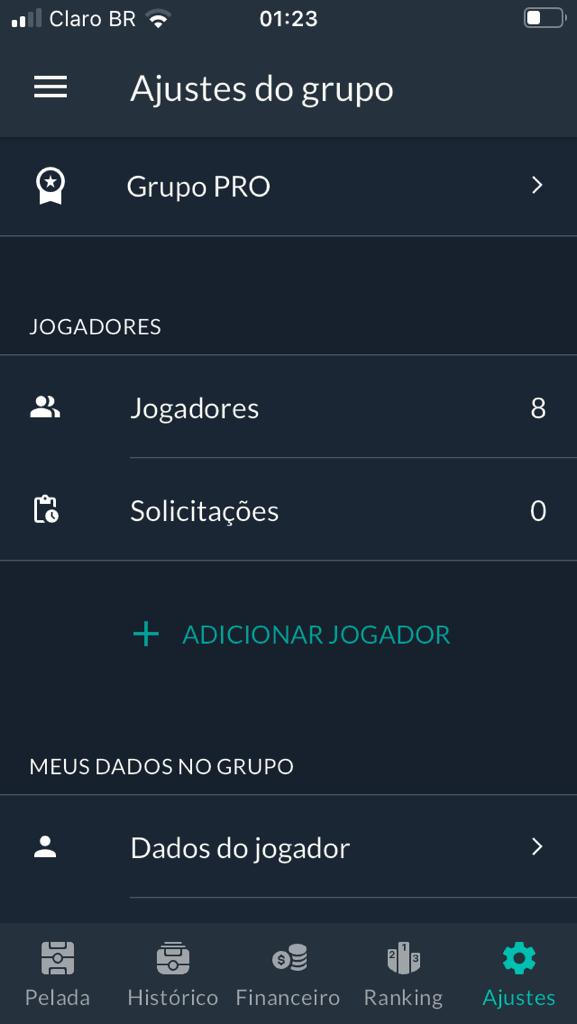 Claro BR
01:23
Ajustes do grupo
Grupo PRO
JOGADORES
Jogadores 8
Solicitações 0
+ ADICIONAR JOGADOR
MEUS DADOS NO GRUPO
Dados do jogador
Pelada Histórico Financeiro Ranking Ajustes